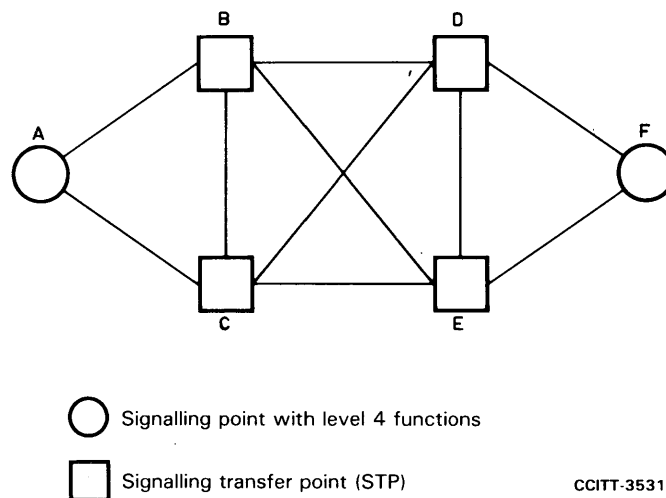 B
D
A
F
C
E
Signalling point with level 4 functions
Signalling transfer point (STP)
CCITT-3531